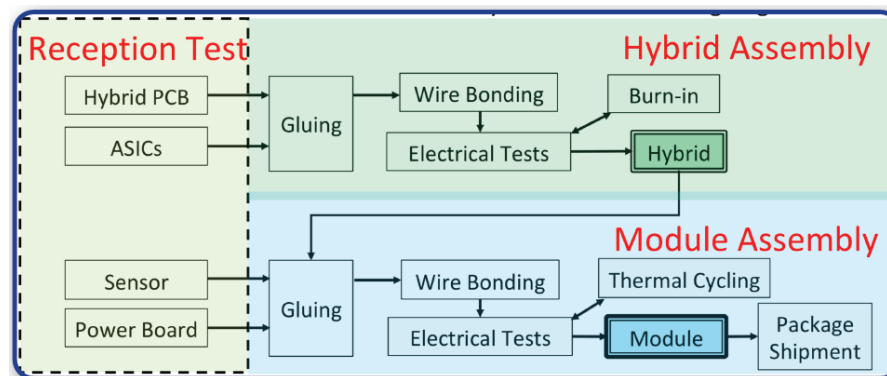 Reception Test
Hybrid Assembly
Hybrid PCB
ASICs
Gluing
Wire Bonding
Burn-in
Electrical Tests
Hybrid
Module Assembly
Sensor
Power Board
Gluing
Wire Bonding
Thermal Cycling
Electrical Tests
Module
Package
Shipment